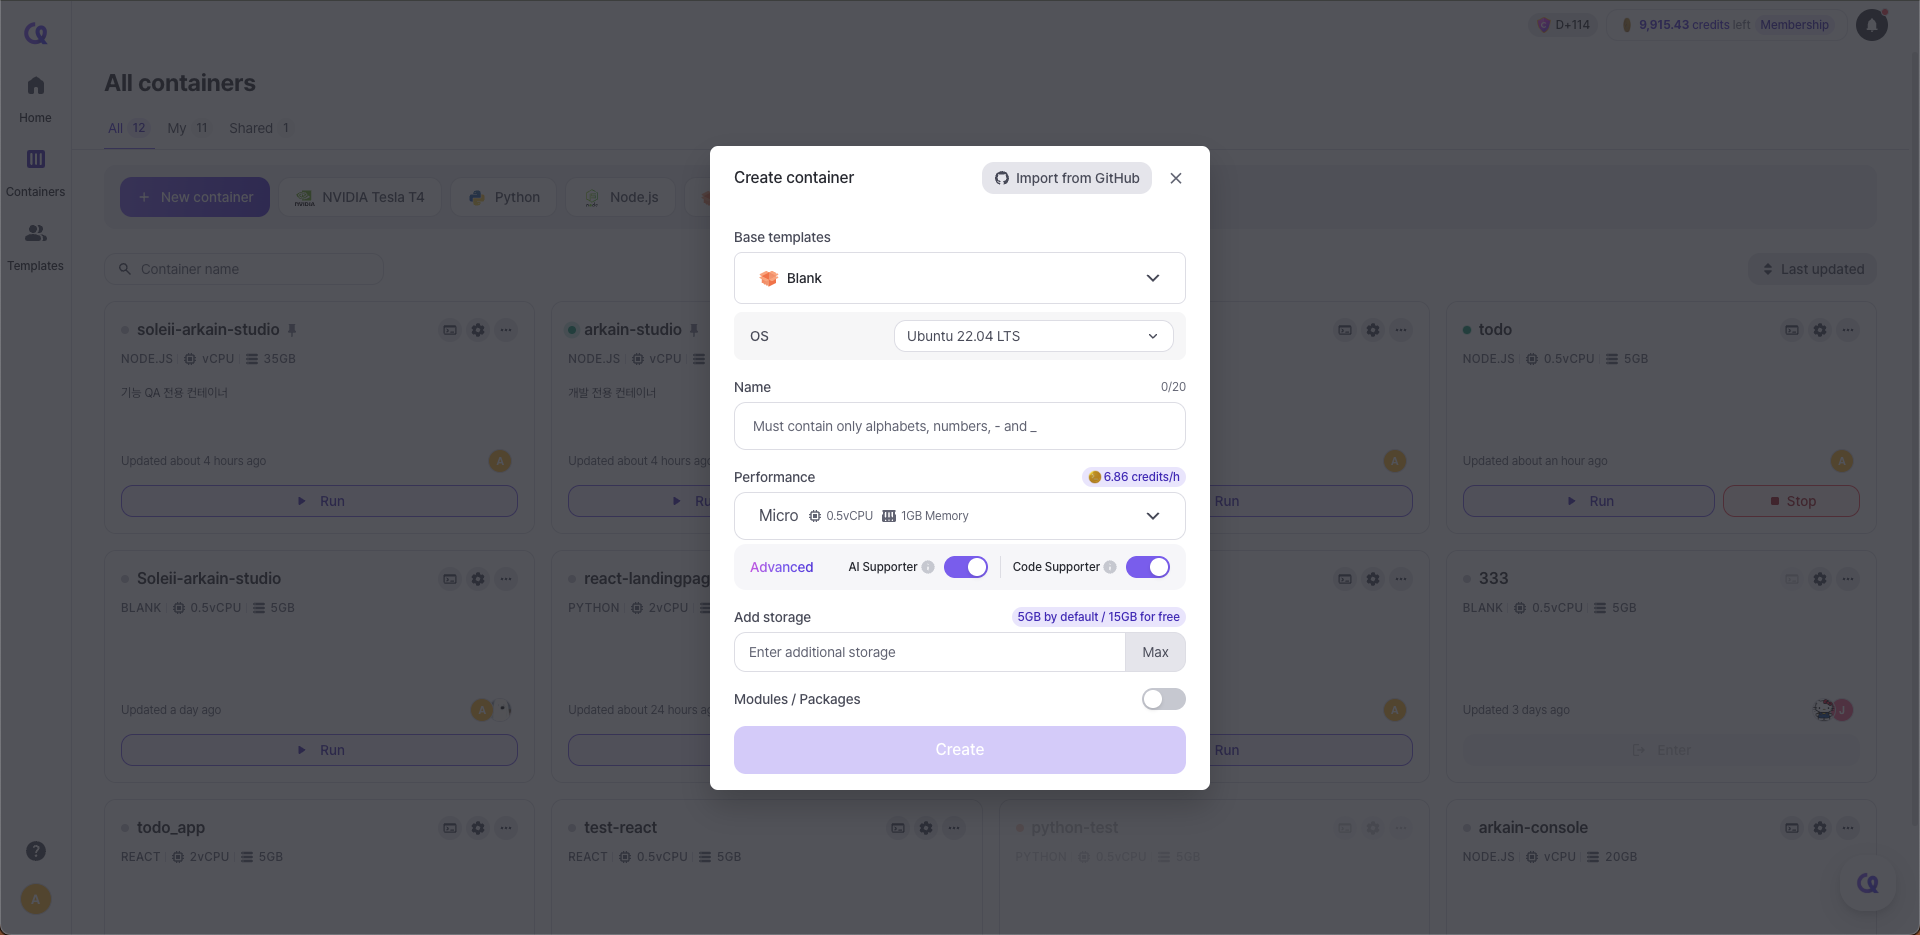 D+114
9,915.43 credits left Membership
Home
Containers
Templates
All containers
All 12 My 11 Shared 1
+ New container
NVIDIA Tesla T4
Python
Node.js
Container name
Last updated
soleii-arkain-studio
NODE.JS vCPU 35GB
기능 QA 전용 컨테이너
Updated about 4 hours ago
A
Run
arkain-studio
NODE.JS vCPU
개발 전용 컨테이너
Updated about 4 hours ago
Run
A
Run
todo
NODE.JS 0.5vCPU 5GB
Updated about an hour ago
A
Run
Stop
Soleii-arkain-studio
BLANK 0.5vCPU 5GB
Updated a day ago
A
Run
react-landingpag
PYTHON 2vCPU
Updated about 24 hours ag
A
Run
333
BLANK 0.5vCPU 5GB
Updated 3 days ago
J
Enter
todo_app
REACT 2vCPU 5GB
test-react
REACT 0.5vCPU 5GB
python-test
PYTHON 0.5vCPU 5GB
arkain-console
NODE.JS vCPU 20GB
A
Create container
Import from GitHub
Base templates
Blank
OS
Ubuntu 22.04 LTS
Name
0/20
Must contain only alphabets, numbers, - and _
Performance
6.86 credits/h
Micro 0.5vCPU 1GB Memory
Advanced AI Supporter Code Supporter
Add storage
5GB by default / 15GB for free
Enter additional storage
Max
Modules / Packages
Create